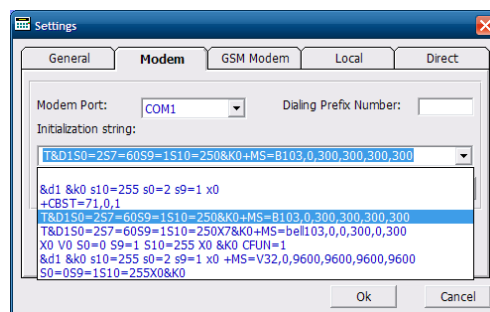 Settings
General Modem GSM Modem Local Direct
Modem Port: COM1 Dialing Prefix Number:
Initialization string:
T&D1S0=2S7=60S9=1S10=250&K0+MS=B103,0,300,300,300,300
&d1 &k0 s10=255 s0=2 s9=1 x0
+CBST=71,0,1
T&D1S0=2S7=60S9=1S10=250&K0+MS=B103,0,300,300,300,300
T&D1S0=2S7=60S9=1S10=250X7&K0+MS=bell103,0,0,300,0,300
X0 V0 S0=0 S9=1 S10=255 X0 &K0 CFUN=1
&d1 &k0 s10=255 s0=2 s9=1 x0 +MS=V32,0,9600,9600,9600,9600
S0=0S9=1S10=255X0&K0
Ok Cancel